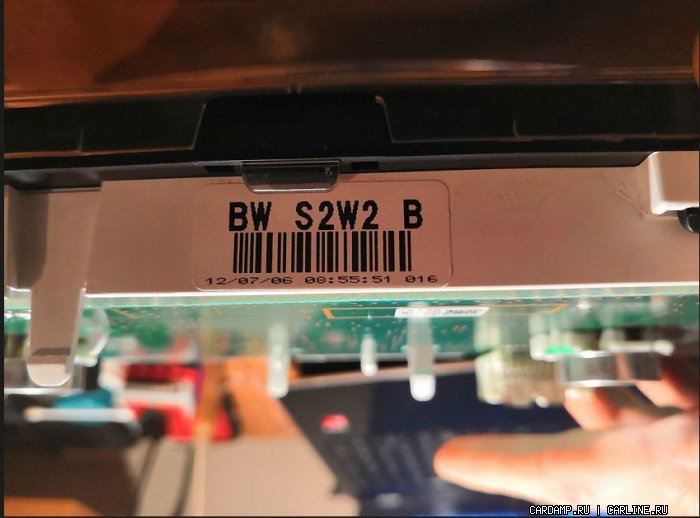 BW S2W2 B
12/07/06 08:55:51 016
CARDAMP.RU | CARLINE.RU